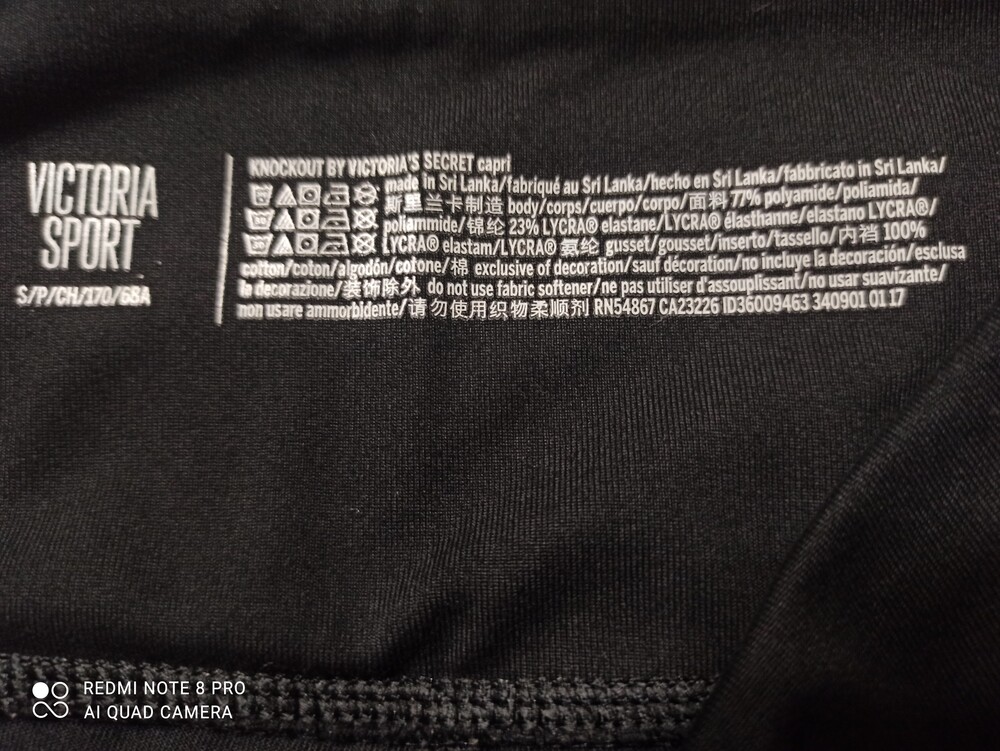 VICTORIA
SPORT
S/P/CH/170/68A
KNOCKOUT BY VICTORIA'S SECRET capri
made in Sri Lanka/fabriqué au Sri Lanka/hecho en Sri Lanka/fabbricato in Sri Lanka/
斯里兰卡制造 body/corps/cuerpo/corpo/面料 77% polyamide/poliamida/
poliammide/锦纶 23% LYCRA® elastane/LYCRA® élasthanne/elastano LYCRA®/
LYCRA® elastam/LYCRA®氨纶 gusset/gousset/inserto/tassello/内裆 100%
cotton/coton/algodón/cotone/棉 exclusive of decoration/sauf décoration/no incluye la decoración/esclusa
la decorazione/装饰除外 do not use fabric softener/ne pas utiliser d'assouplissant/no usar suavizante/
non usare ammorbidente/请勿使用织物柔顺剂 RN54867 CA23226 ID36009463 340901 01 17
REDMI NOTE 8 PRO
AI QUAD CAMERA